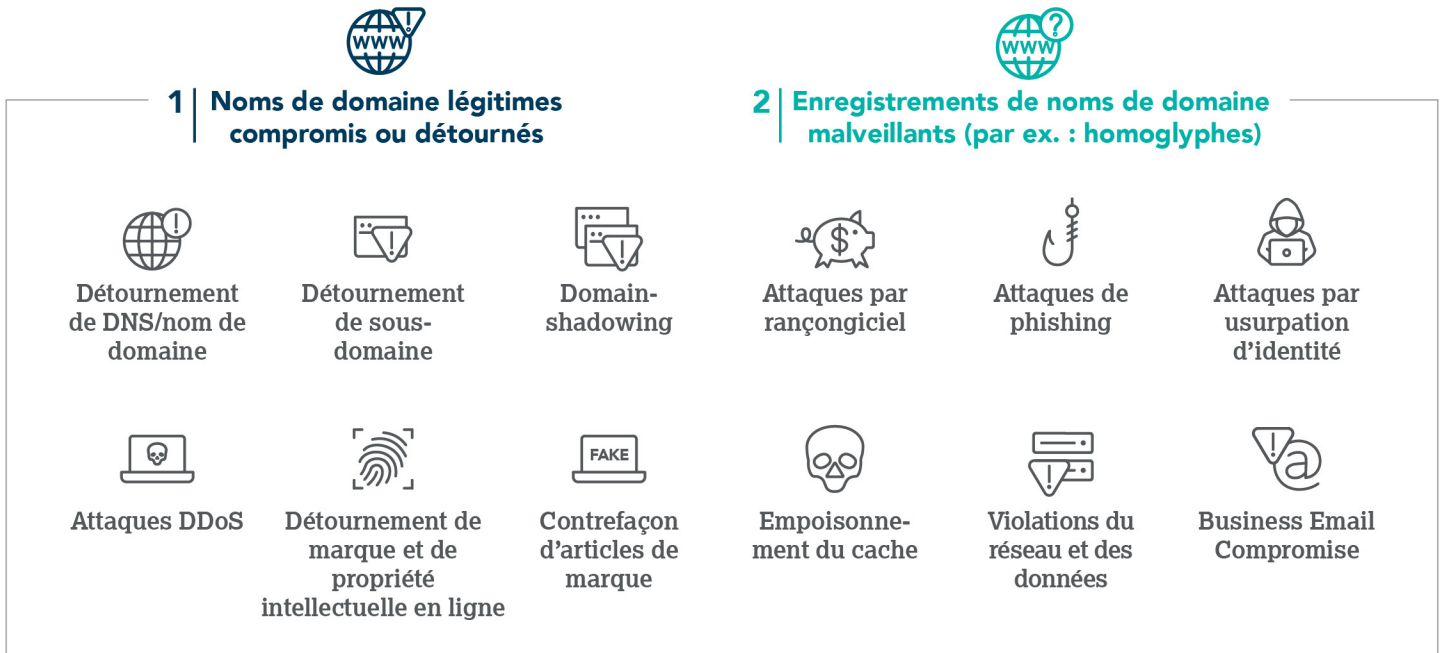 WWW
WWW
1 Noms de domaine légitimes
compromis ou détournés
2 Enregistrements de noms de domaine
malveillants (par ex. : homoglyphes)
Détournement
de DNS/nom de
domaine
Détournement
de sous-
domaine
Domain-
shadowing
$
Attaques par
rançongiciel
Attaques de
phishing
Attaques par
usurpation
d’identité
Attaques DDoS
Détournement de
marque et de
propriété
intellectuelle en ligne
FAKE
Contrefaçon
d’articles de
marque
Empoisonne-
ment du cache
Violations du
réseau et des
données
@
Business Email
Compromise